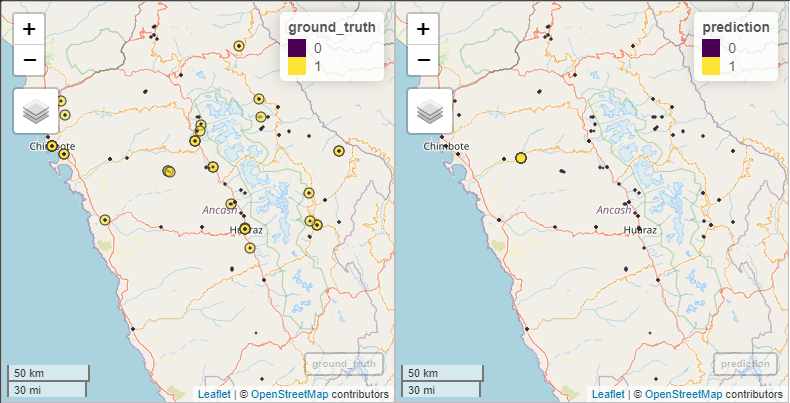 +
−
ground_truth
0
1
Chimbote
Ancash
Huaraz
50 km
30 mi
ground_truth
Leaflet | © OpenStreetMap contributors
+
−
prediction
0
1
Chimbote
Ancash
Huaraz
50 km
30 mi
prediction
Leaflet | © OpenStreetMap contributors